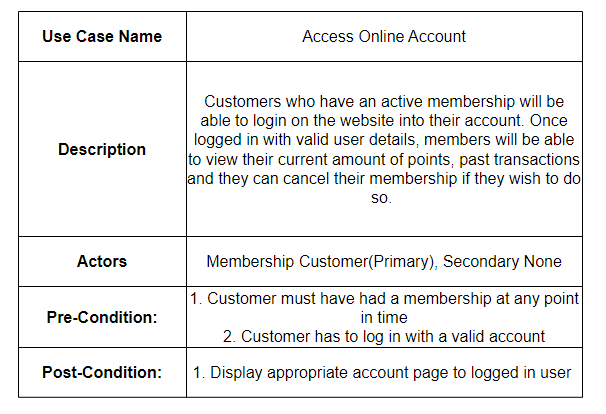 Use Case Name
Access Online Account
Description
Customers who have an active membership will be
able to login on the website into their account. Once
logged in with valid user details, members will be able
to view their current amount of points, past transactions
and they can cancel their membership if they wish to do
so.
Actors
Membership Customer(Primary), Secondary None
Pre-Condition:
1. Customer must have had a membership at any point
in time
2. Customer has to log in with a valid account
Post-Condition:
1. Display appropriate account page to logged in user